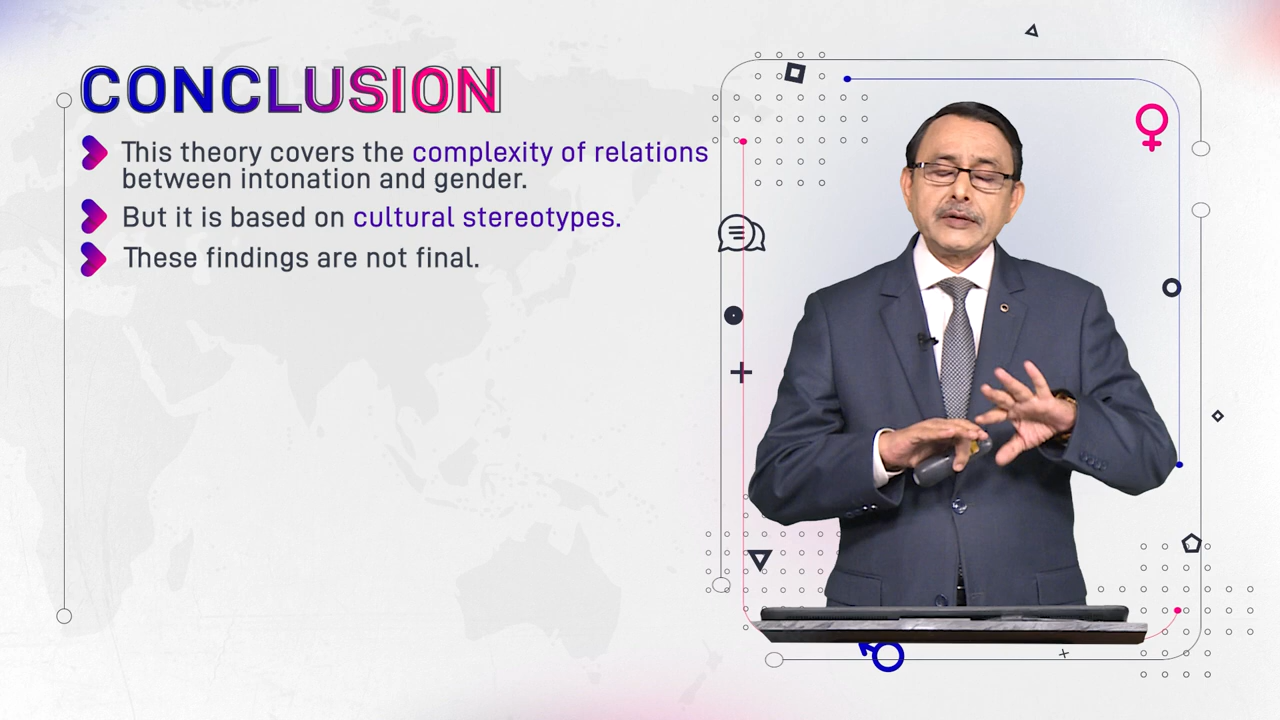 CONCLUSION
This theory covers the complexity of relations
between intonation and gender.
But it is based on cultural stereotypes.
These findings are not final.